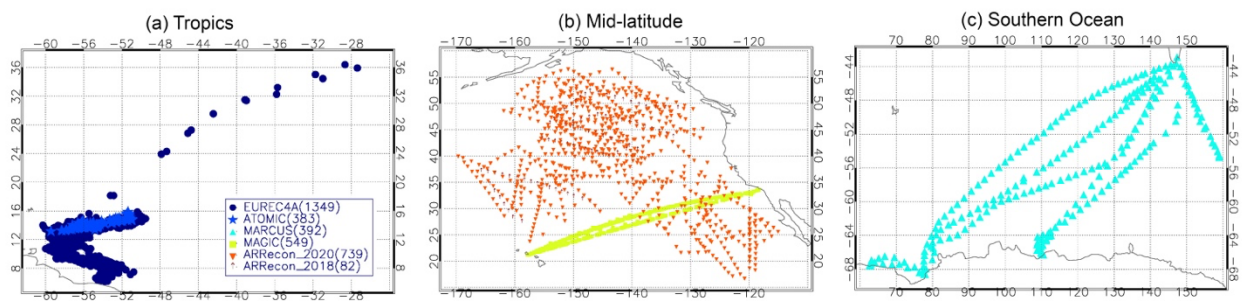 (a) Tropics
−60 −56 −52 −48 −44 −40 −36 −32 −28
36 36
32 32
28 28
24 24
20 20
16 16
12 12
8 8
EUREC4A(1349)
ATOMIC(383)
MARCUS(392)
MAGIC(549)
ARRecon_2020(739)
ARRecon_2018(82)
−60 −56 −52 −48 −44 −40 −36 −32 −28
(b) Mid-latitude
−170 −160 −150 −140 −130 −120
55 55
50 50
45 45
40 40
35 35
30 30
25 25
20 20
−170 −160 −150 −140 −130 −120
(c) Southern Ocean
70 80 90 100 110 120 130 150
−44 −44
−48 −48
−52 −52
−56 −56
−60 −60
−64 −64
−68 −68
70 80 90 100 110 120 130 140 150